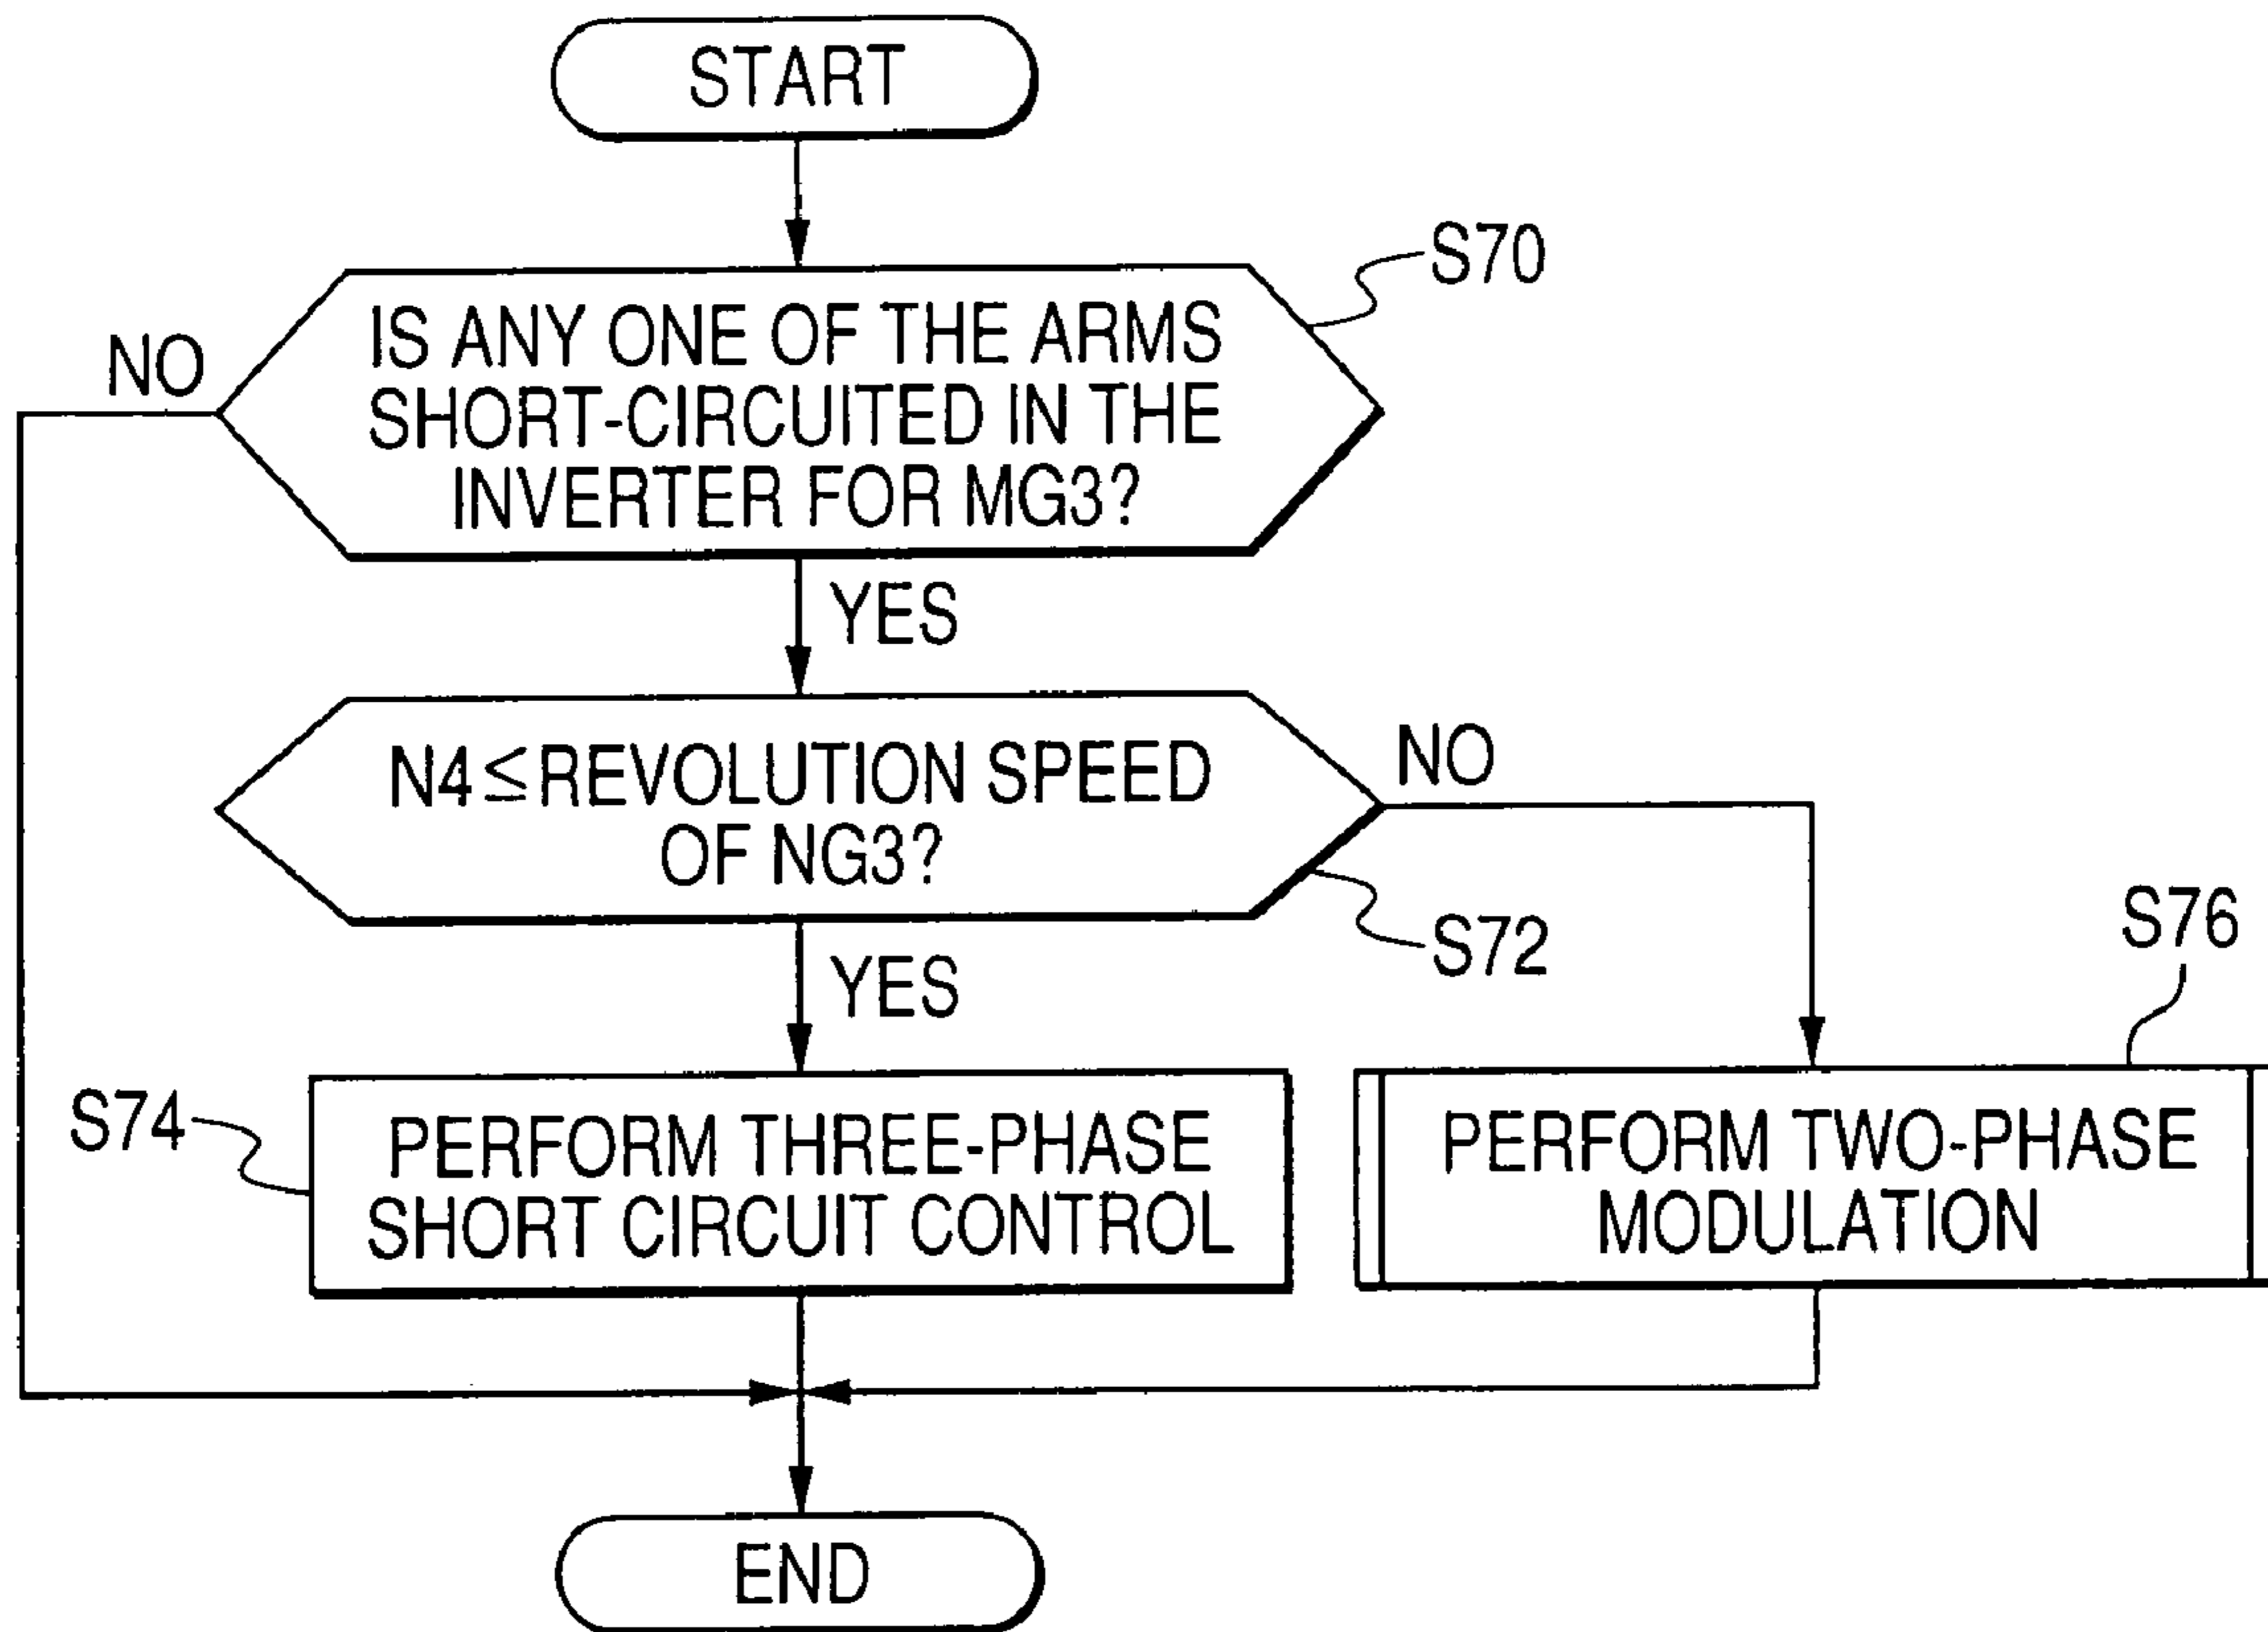 START
S70
IS ANY ONE OF THE ARMS
SHORT-CIRCUITED IN THE
INVERTER FOR MG3?
NO
YES
N4≤REVOLUTION SPEED
OF NG3?
NO
S72
YES
S76
S74
PERFORM THREE-PHASE
SHORT CIRCUIT CONTROL
PERFORM TWO-PHASE
MODULATION
END